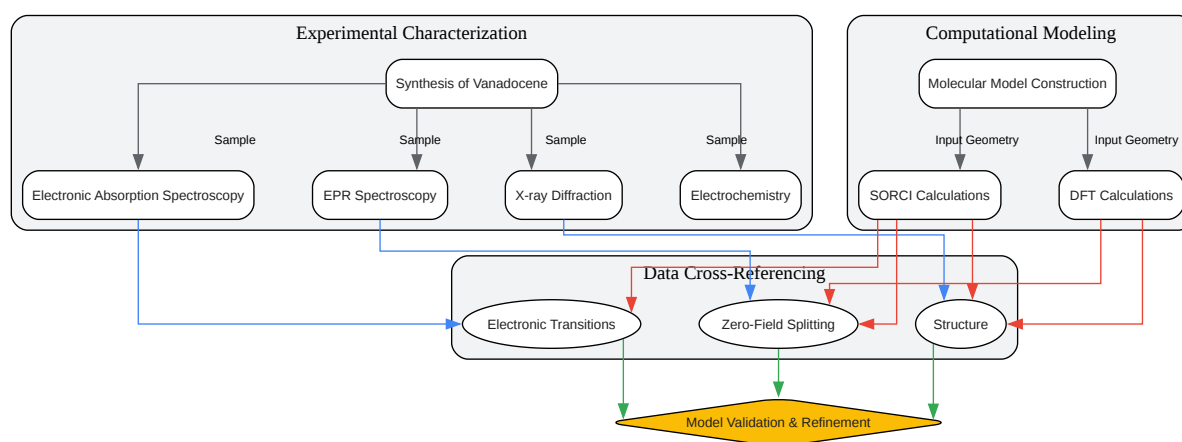 Experimental Characterization
Computational Modeling
Synthesis of Vanadocene
Molecular Model Construction
Sample
Sample
Sample
Sample
Input Geometry
Input Geometry
Electronic Absorption Spectroscopy
EPR Spectroscopy
X-ray Diffraction
Electrochemistry
SORCI Calculations
DFT Calculations
Data Cross-Referencing
Electronic Transitions
Zero-Field Splitting
Structure
Model Validation & Refinement